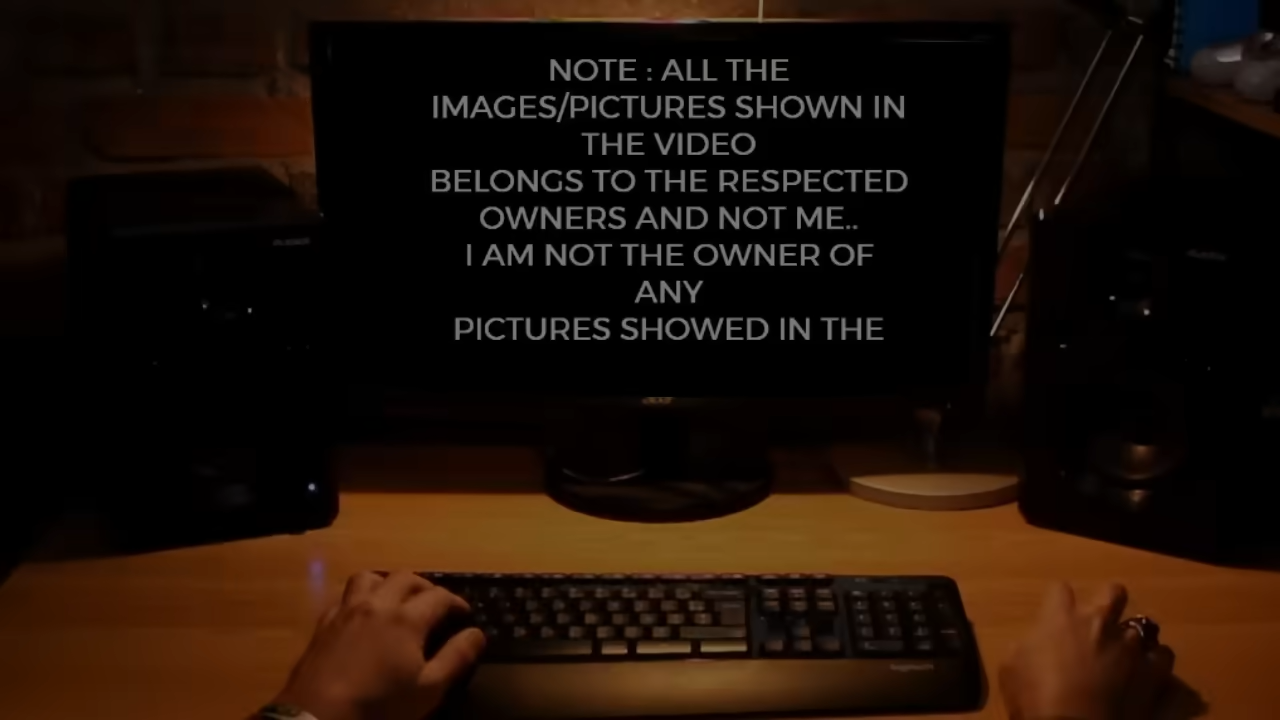 NOTE : ALL THE
IMAGES/PICTURES SHOWN IN
THE VIDEO
BELONGS TO THE RESPECTED
OWNERS AND NOT ME..
I AM NOT THE OWNER OF
ANY
PICTURES SHOWED IN THE